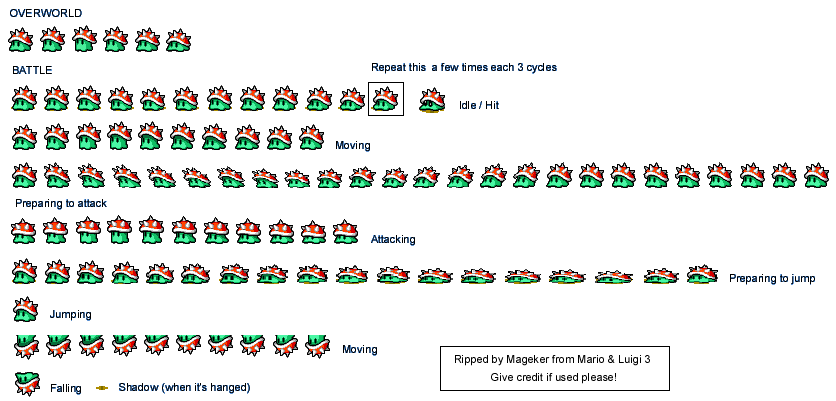 OVERWORLD
BATTLE
Repeat this a few times each 3 cycles
Idle / Hit
Moving
Preparing to attack
Attacking
Preparing to jump
Jumping
Moving
Ripped by Mageker from Mario & Luigi 3
Give credit if used please!
Falling
Shadow (when it's hanged)